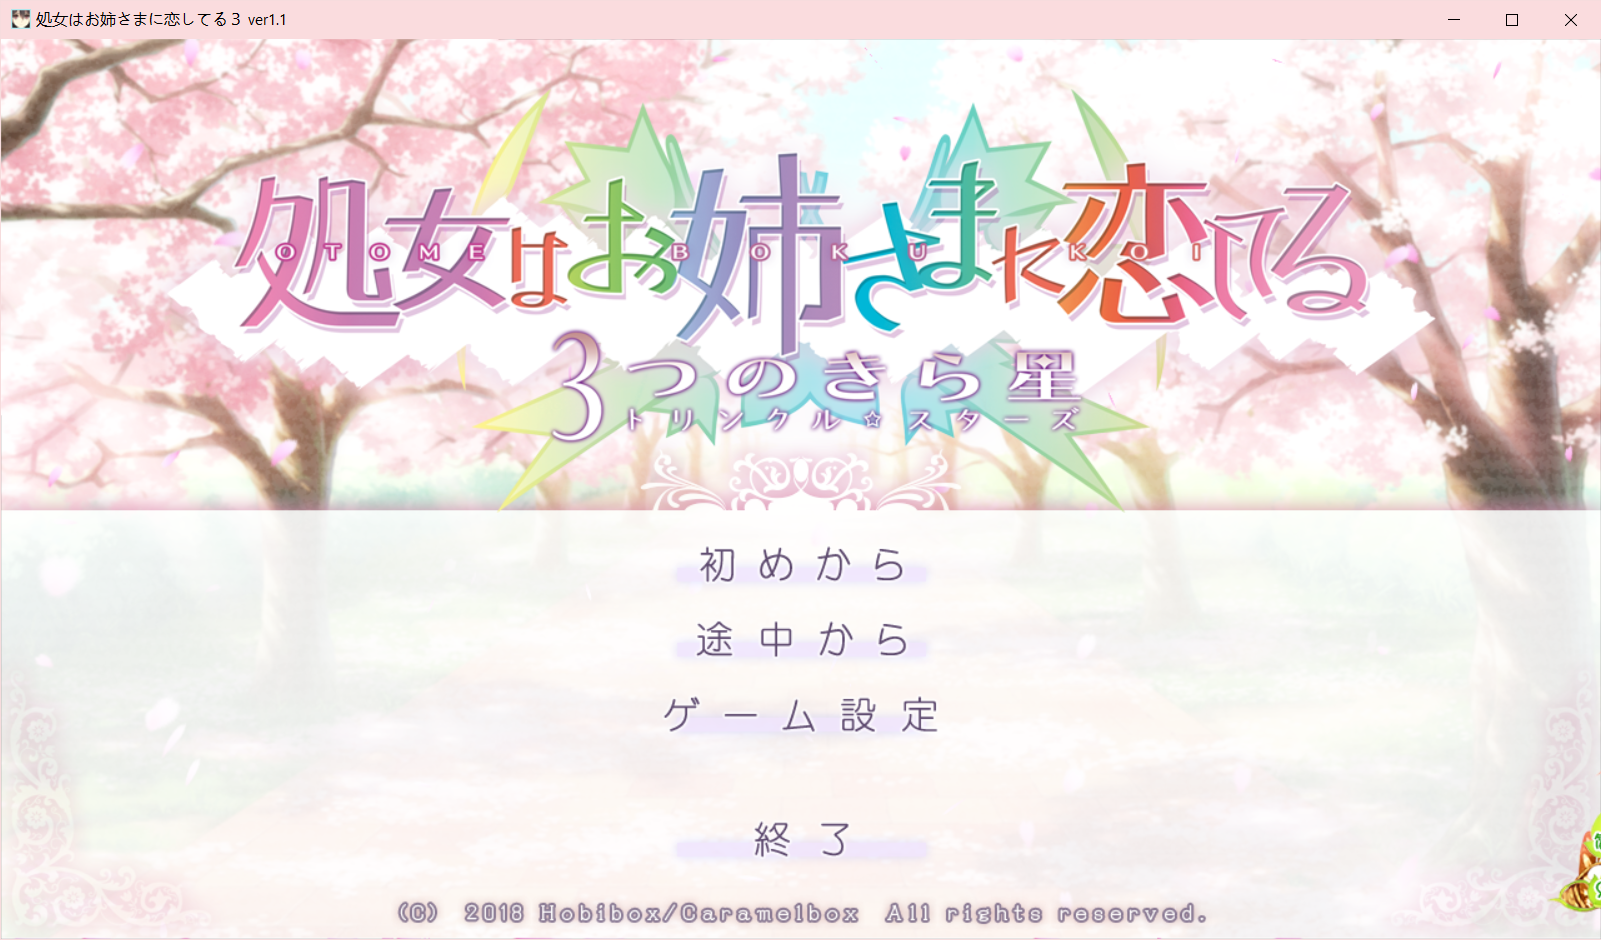 処女はお姉さまに恋してる３ ver1.1
処女はお姉さまに恋してる
OTOME BOKU KOI
3つのきら星
トリンクル☆スターズ
初めから
途中から
ゲーム設定
終了
(C) 2018 Hobibox/Caramelbox All rights reserved.